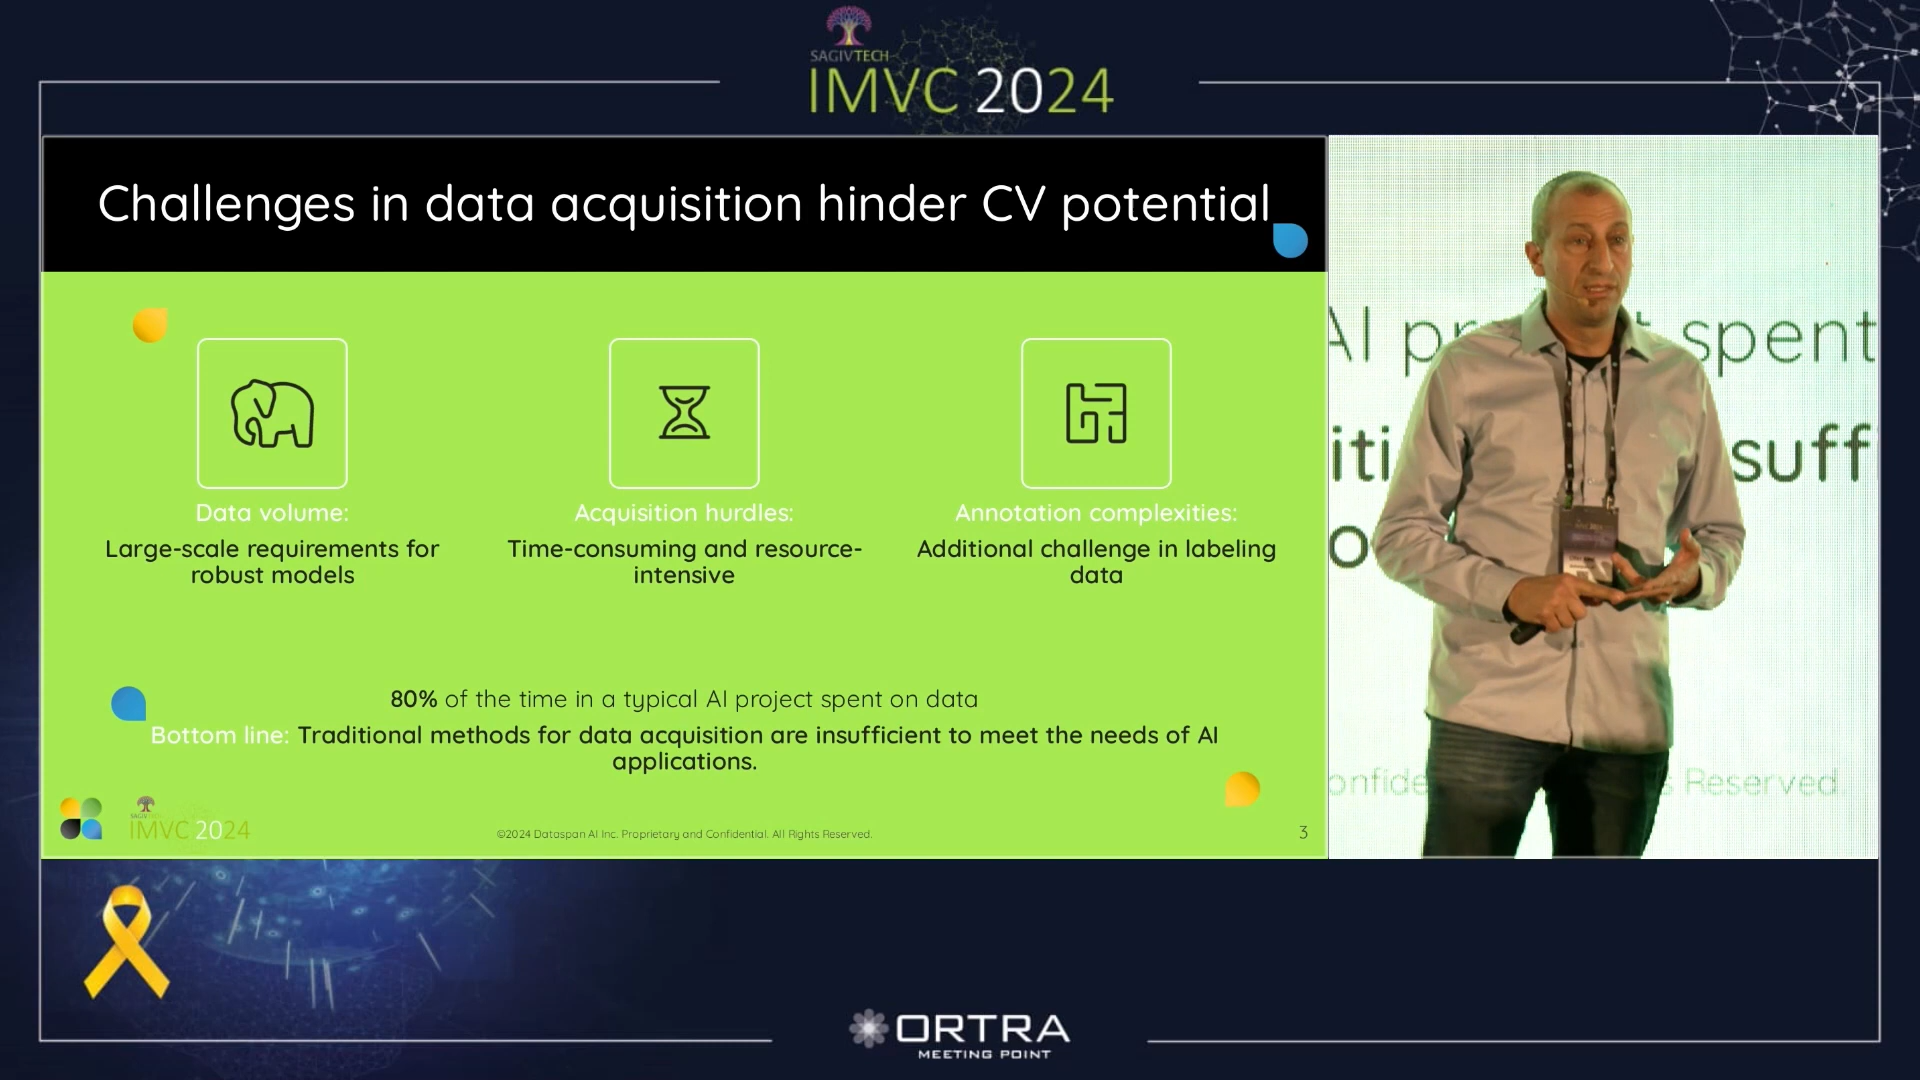 SAGIVTECH
IMVC 2024
Challenges in data acquisition hinder CV potential
Data volume:
Large-scale requirements for
robust models
Acquisition hurdles:
Time-consuming and resource-
intensive
Annotation complexities:
Additional challenge in labeling
data
80% of the time in a typical AI project spent on data
Bottom line: Traditional methods for data acquisition are insufficient to meet the needs of AI
applications.
IMVC 2024
©2024 Dataspan AI Inc. Proprietary and Confidential. All Rights Reserved.
3
AI pr t spent
iti suff
o
onfide s Reserved.
ORTRA
MEETING POINT